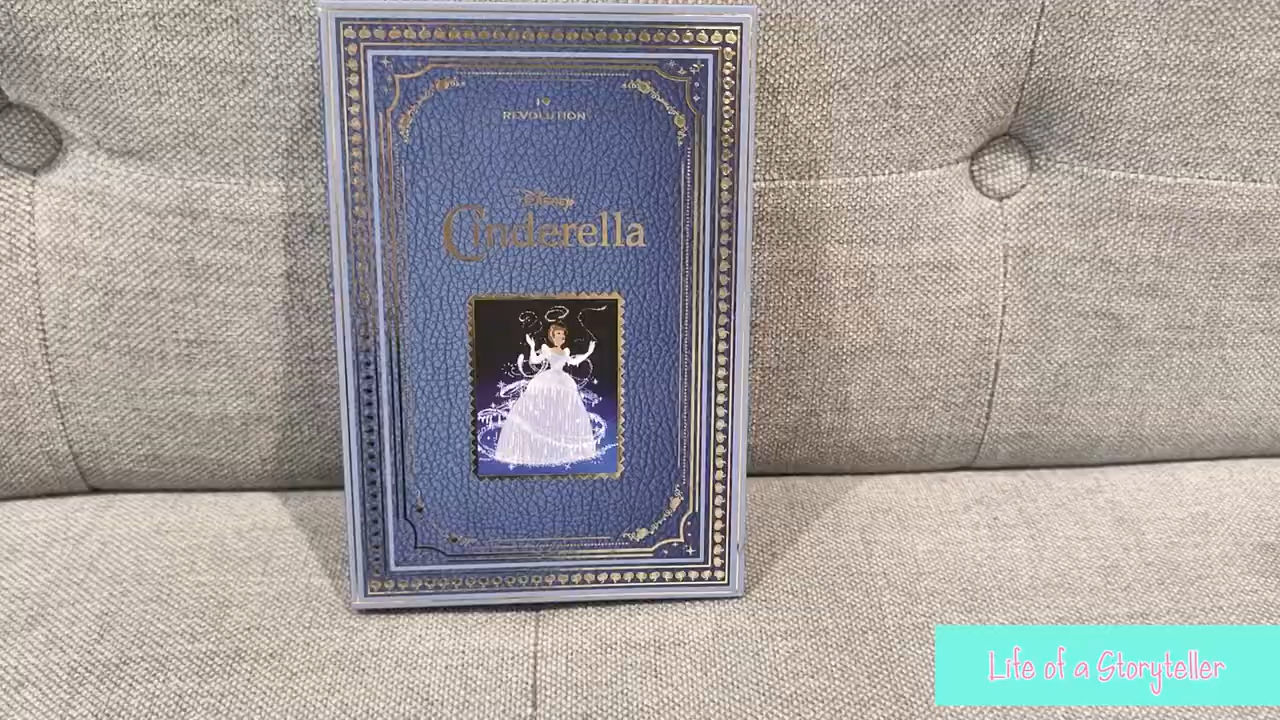 I♥
REVOLUTION
Disney
Cinderella
Life of a Storyteller